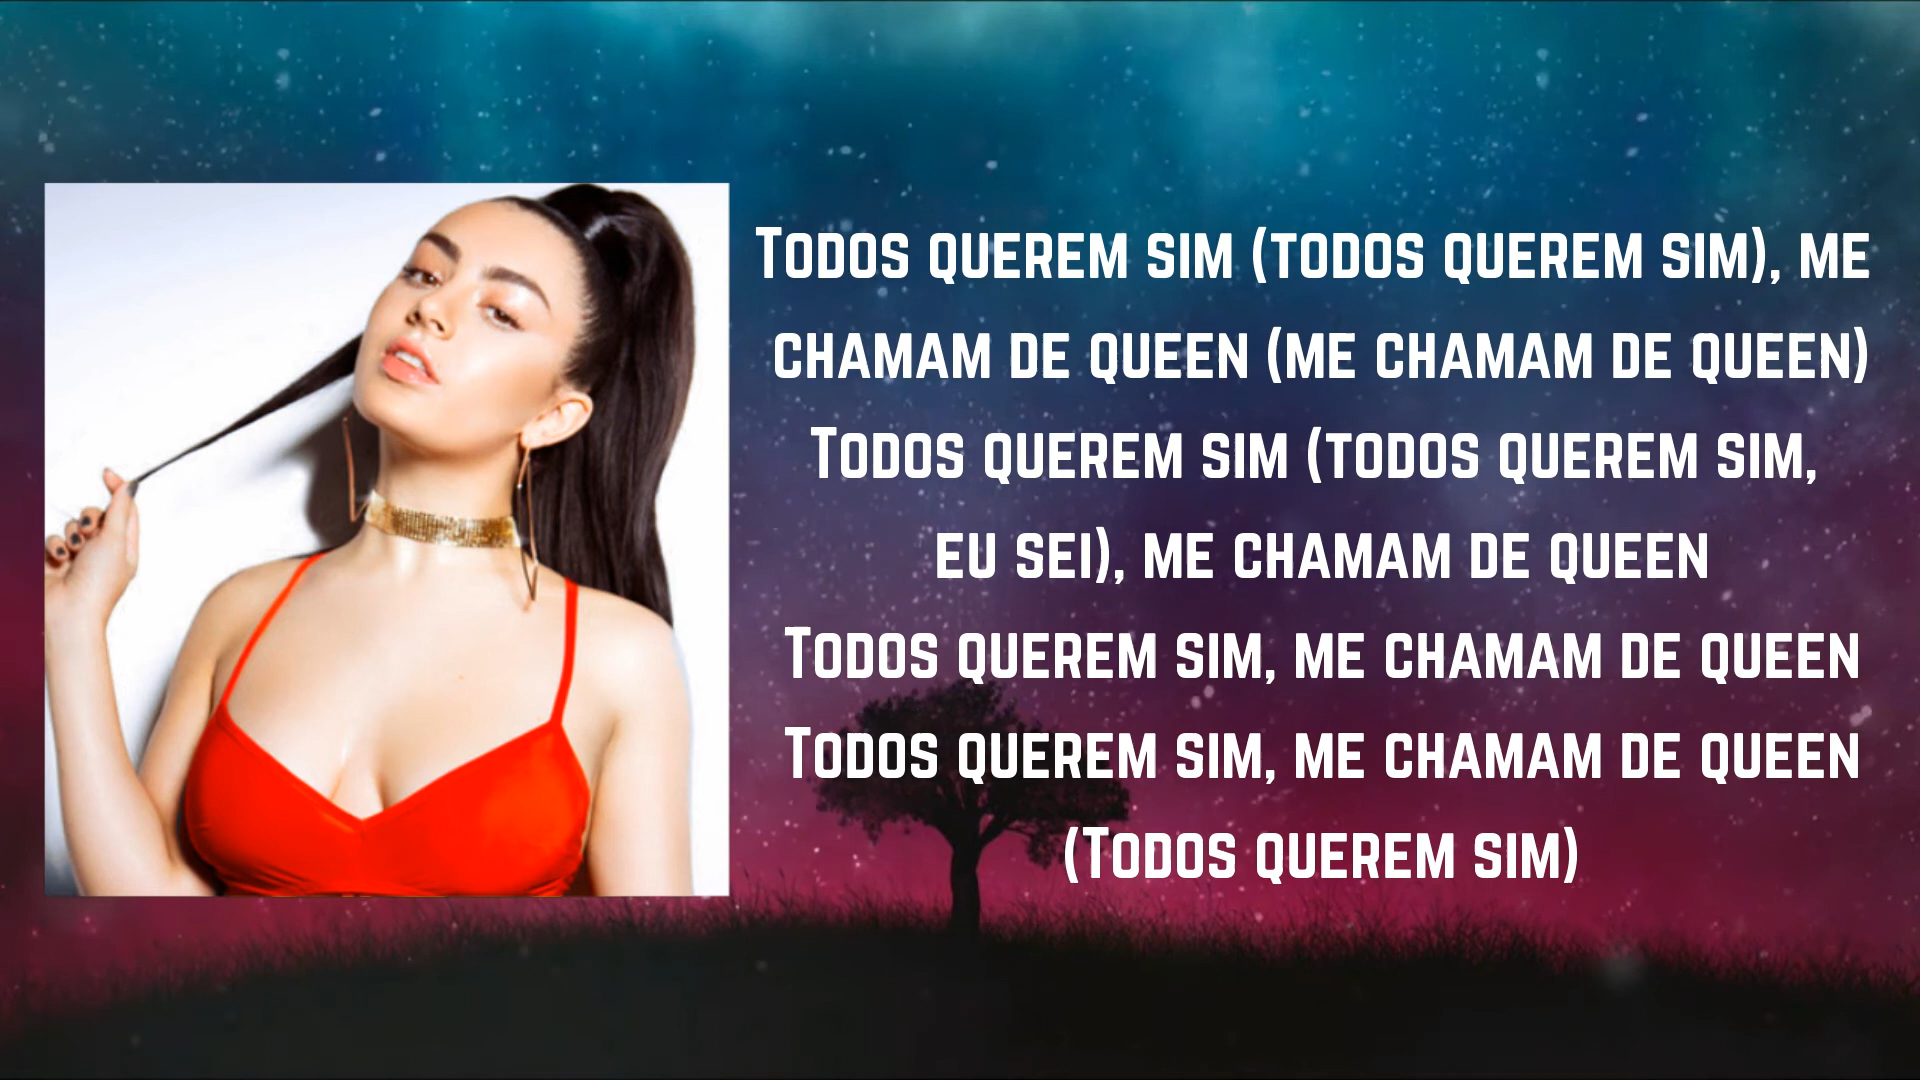 Todos querem sim (todos querem sim), me
chamam de queen (me chamam de queen)
Todos querem sim (todos querem sim,
eu sei), me chamam de queen
Todos querem sim, me chamam de queen
Todos querem sim, me chamam de queen
(Todos querem sim)